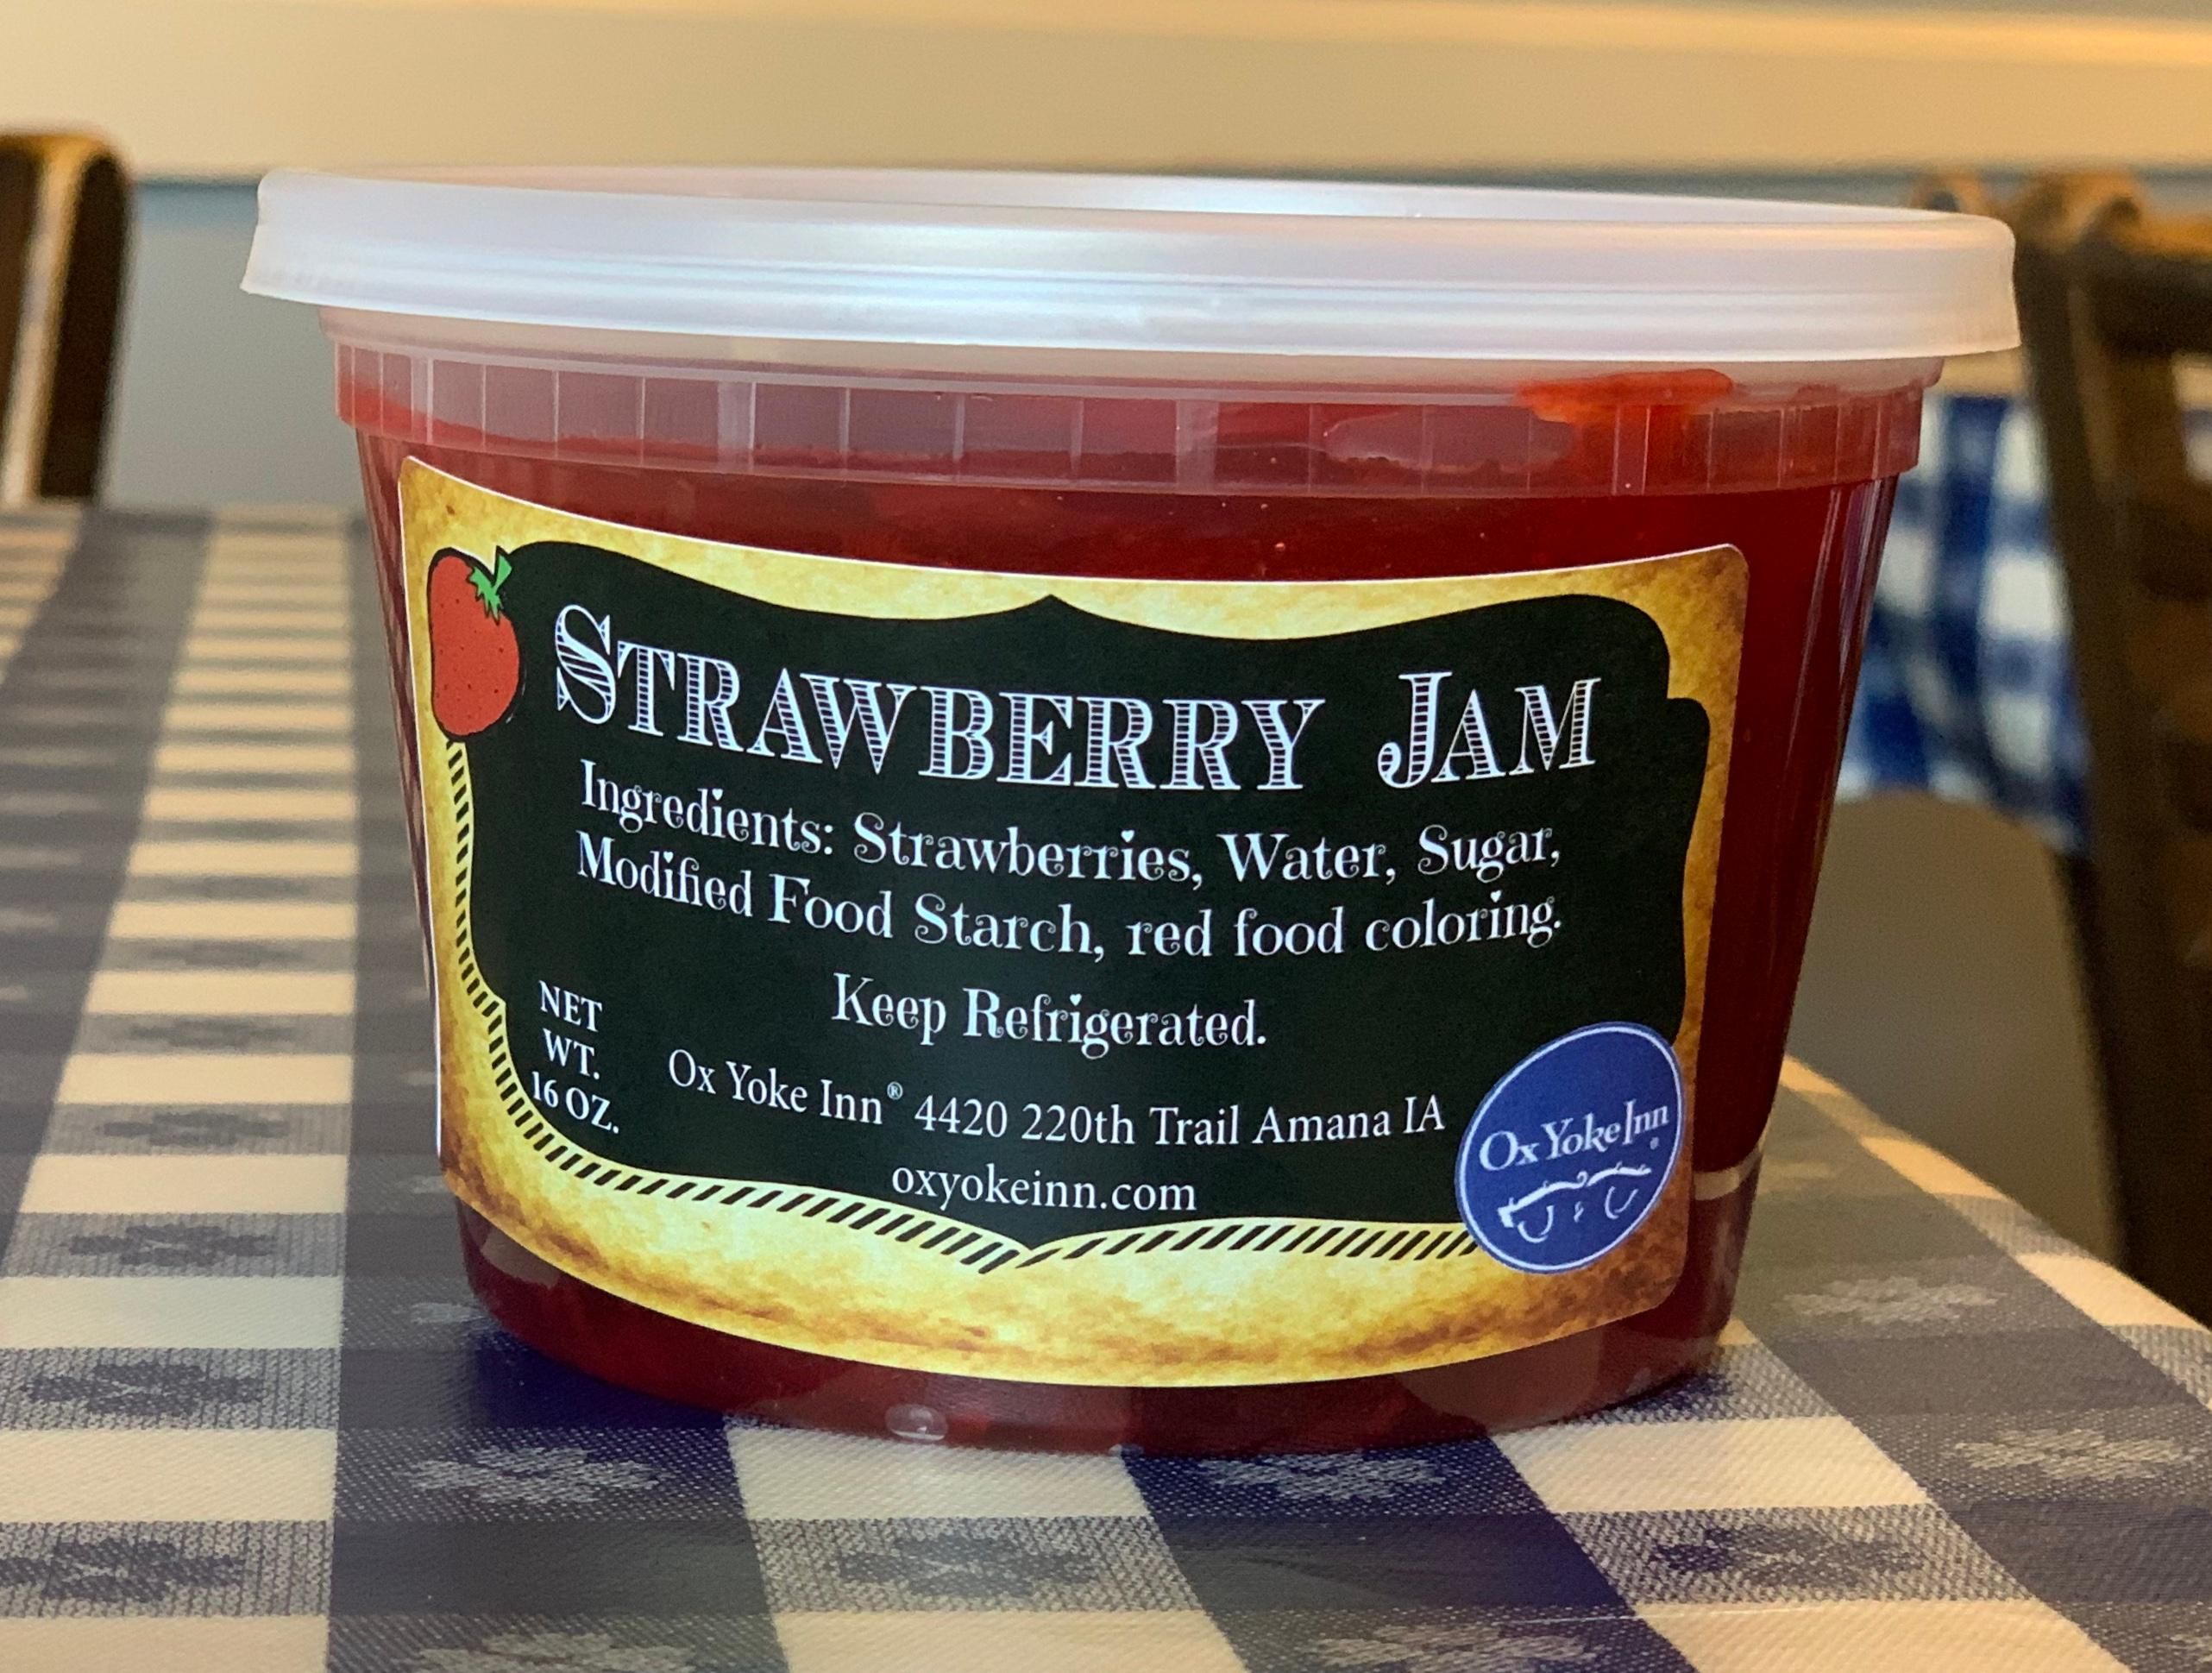 STRAWBERRY JAM
Ingredients: Strawberries, Water, Sugar,
Modified Food Starch, red food coloring.
Keep Refrigerated.
NET
WT.
16 OZ.
Ox Yoke Inn® 4420 220th Trail Amana IA
oxyokeinn.com
Ox Yoke Inn®